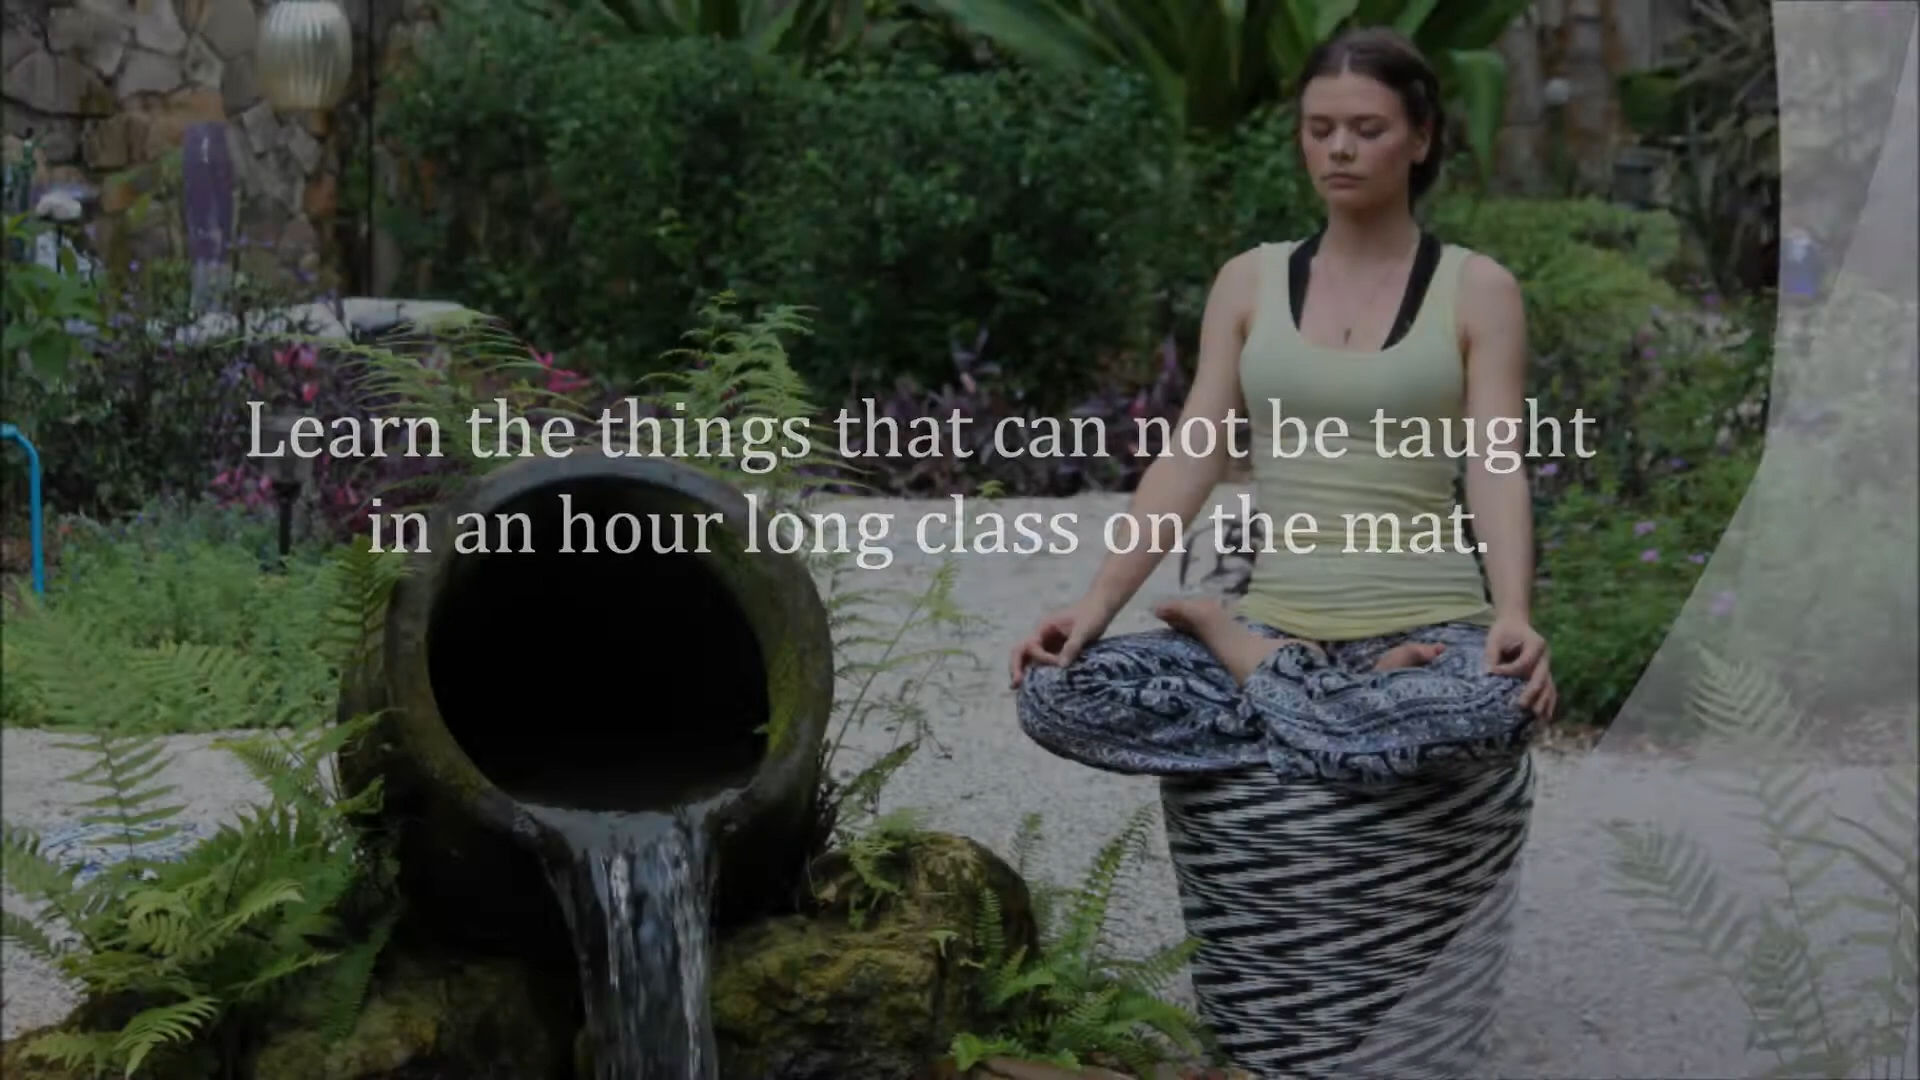 Learn the things that can not be taught
in an hour long class on the mat.